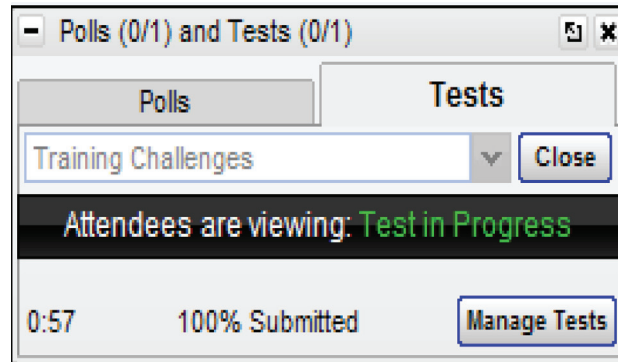 Polls (0/1) and Tests (0/1)
Polls Tests
Training Challenges Close
Attendees are viewing: Test in Progress
0:57 100% Submitted Manage Tests